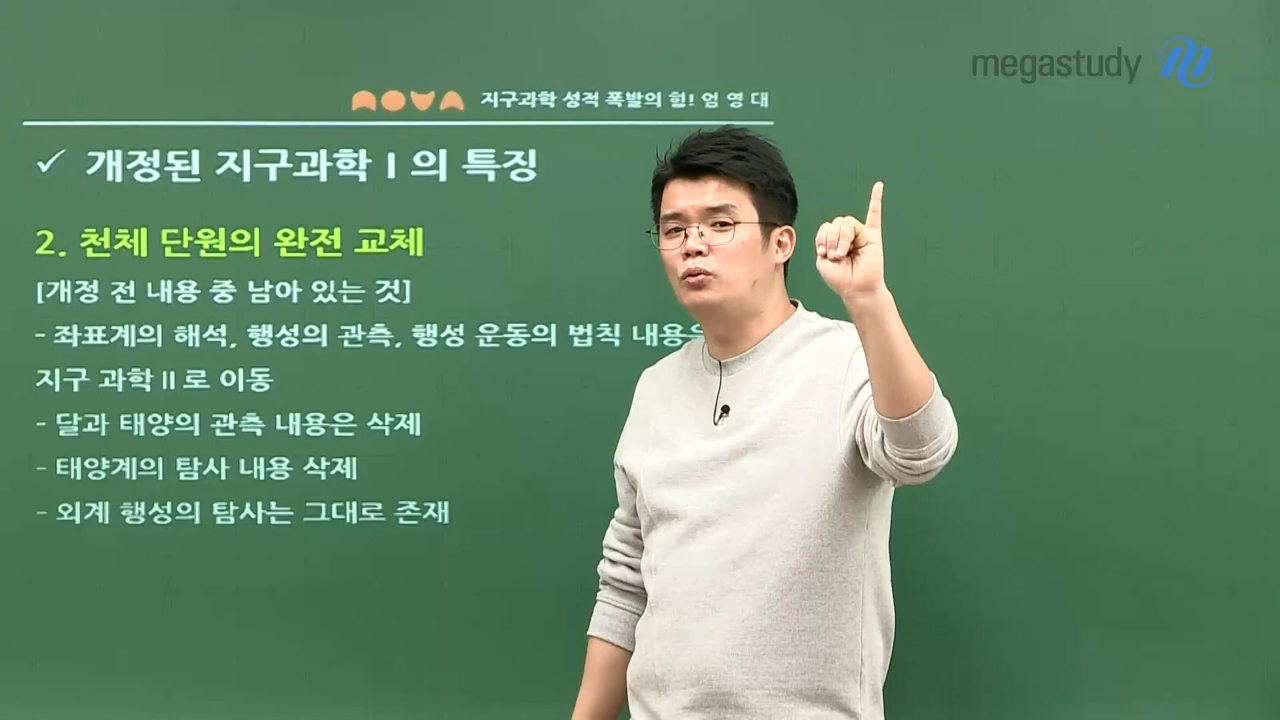 megastudy
NOVA 지구과학 성적 폭발의 힘! 엄 영 대
✓ 개정된 지구과학 I 의 특징
2. 천체 단원의 완전 교체
[개정 전 내용 중 남아 있는 것]
- 좌표계의 해석, 행성의 관측, 행성 운동의 법칙 내용은
지구 과학 II 로 이동
- 달과 태양의 관측 내용은 삭제
- 태양계의 탐사 내용 삭제
- 외계 행성의 탐사는 그대로 존재